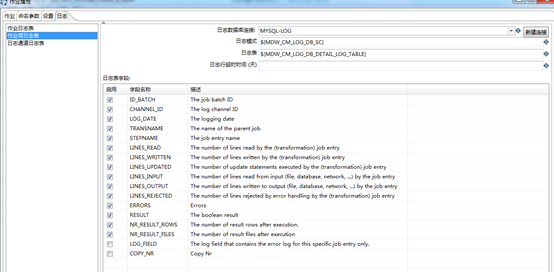 作业属性
作业 命名参数 设置 日志
作业日志表
作业项日志表
日志通道日志表
日志数据库连接: MYSQL-LOG 新建连接
日志模式 ${MDW_CM_LOG_DB_SC}
日志表 ${MDW_CM_LOG_DB_DETAIL_LOG_TABLE}
日志行超时时间 (天)
日志表字段:
启用 字段名称 描述
ID_BATCH The job batch ID
CHANNEL_ID The log channel ID
LOG_DATE The logging date
TRANSNAME The name of the parent job
STEPNAME The job entry name
LINES_READ The number of lines read by the (transformation) job entry
LINES_WRITTEN The number of lines written by the (transformation) job entry
LINES_UPDATED The number of update statements executed by the (transformation) job entry
LINES_INPUT The number of lines read from input (file, database, network, ...) by the job entry
LINES_OUTPUT The number of lines written to output (file, database, network, ...) by the job entry
LINES_REJECTED The number of lines rejected by error handling by the (transformation) job entry
ERRORS Errors
RESULT The boolean result
NR_RESULT_ROWS The number of result rows after execution.
NR_RESULT_FILES The number of result files after execution
LOG_FIELD The log field that contains the error log for this specific job entry only.
COPY_NR Copy Nr